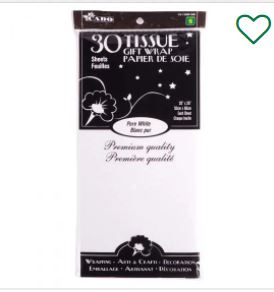 30 TISSUE
Sheets GIFT WRAP
Feuilles PAPIER DE SOIE
Pure White
Blanc pur
Premium quality
Première qualité
WRAPPING • ARTS & CRAFTS • DECORATION
EMBALLAGE • ARTISANAT • DÉCORATION